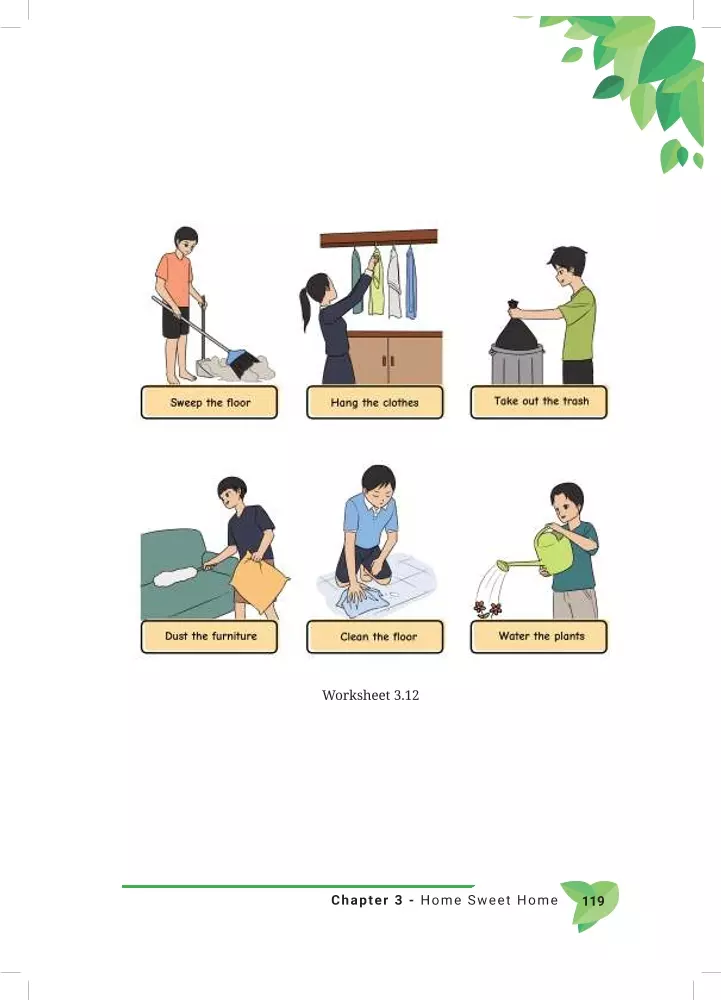 Sweep the floor
Hang the clothes
Take out the trash
Dust the furniture
Clean the floor
Water the plants
Worksheet 3.12
Chapter 3 - Home Sweet Home 119